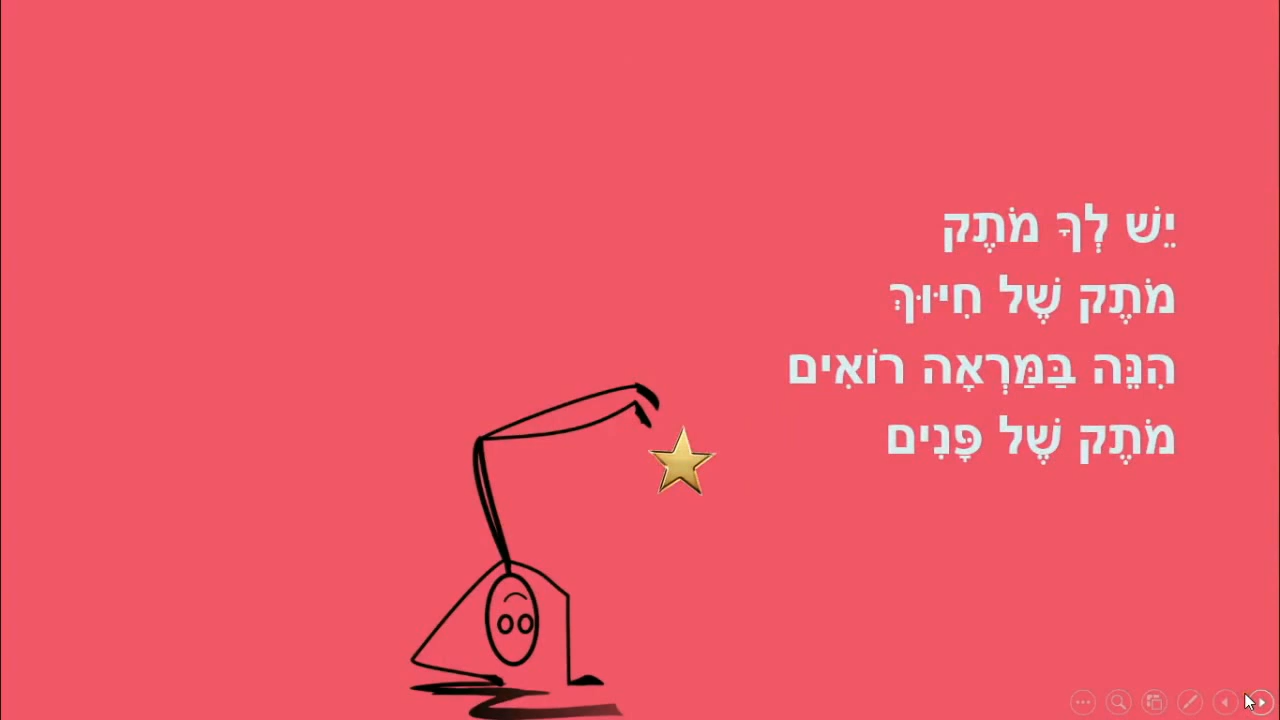 יֵשׁ לְךָ מֹתֶק
מֹתֶק שֶׁל חִיּוּךְ
הִנֵּה בַּמַּרְאָה רוֹאִים
מֹתֶק שֶׁל פָּנִים